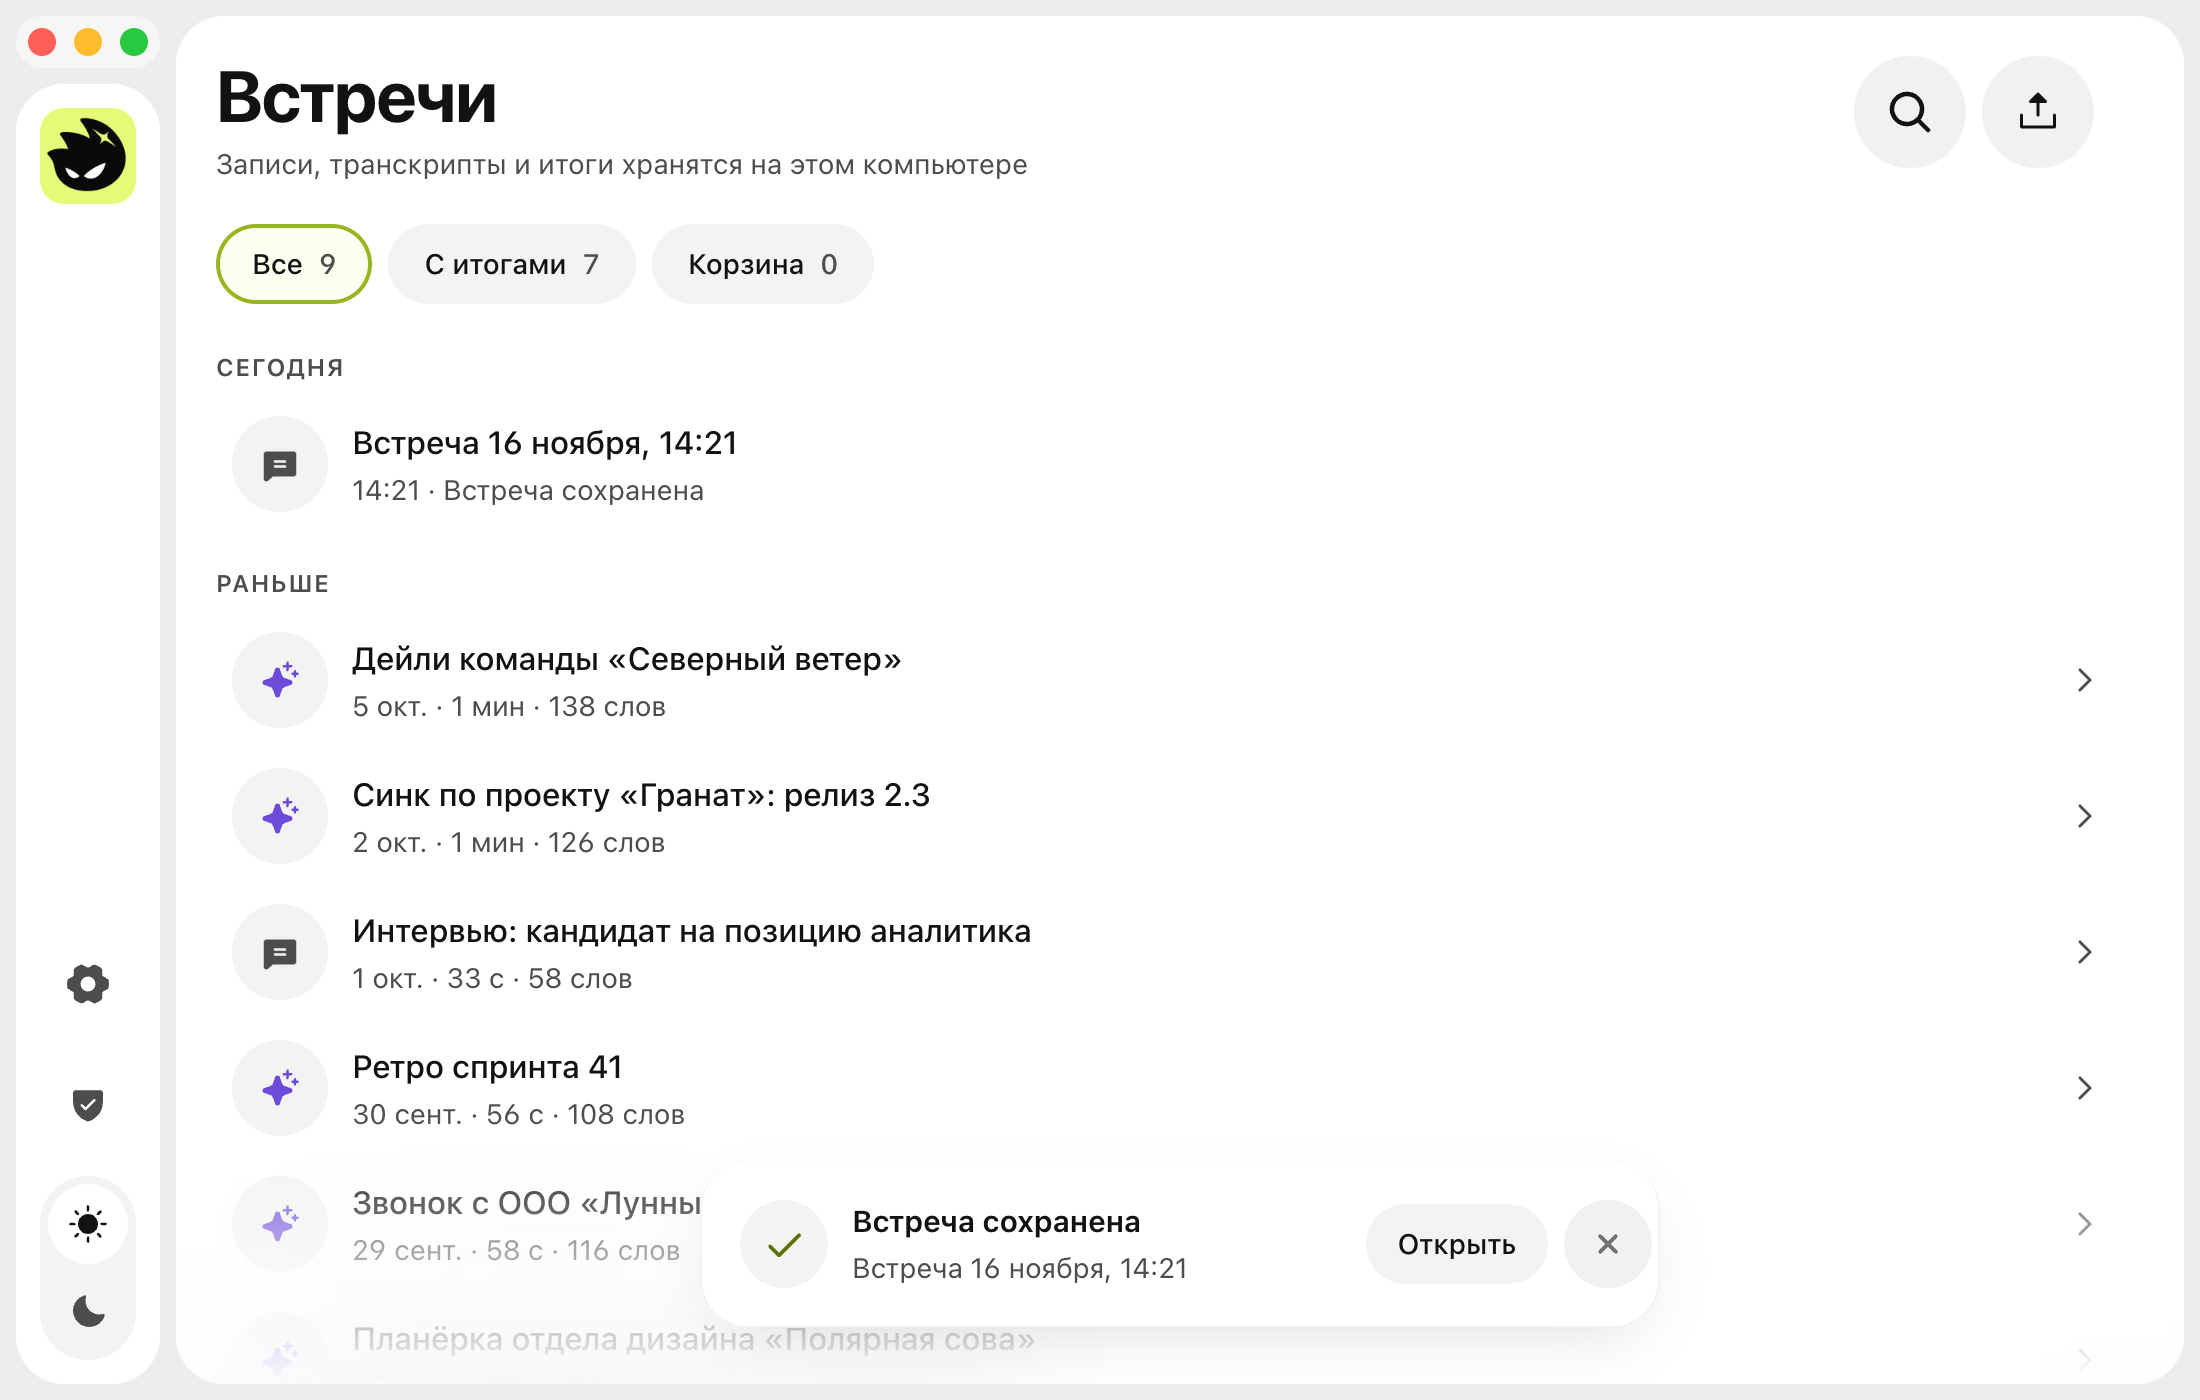 Встречи
Записи, транскрипты и итоги хранятся на этом компьютере
Все 9
С итогами 7
Корзина 0
СЕГОДНЯ
Встреча 16 ноября, 14:21
14:21 · Встреча сохранена
РАНЬШЕ
Дейли команды «Северный ветер»
5 окт. · 1 мин · 138 слов
Синк по проекту «Гранат»: релиз 2.3
2 окт. · 1 мин · 126 слов
Интервью: кандидат на позицию аналитика
1 окт. · 33 с · 58 слов
Ретро спринта 41
30 сент. · 56 с · 108 слов
Звонок с ООО «Лунны
29 сент. · 58 с · 116 слов
Встреча сохранена
Встреча 16 ноября, 14:21
Открыть
Планёрка отдела дизайна «Полярная сова»